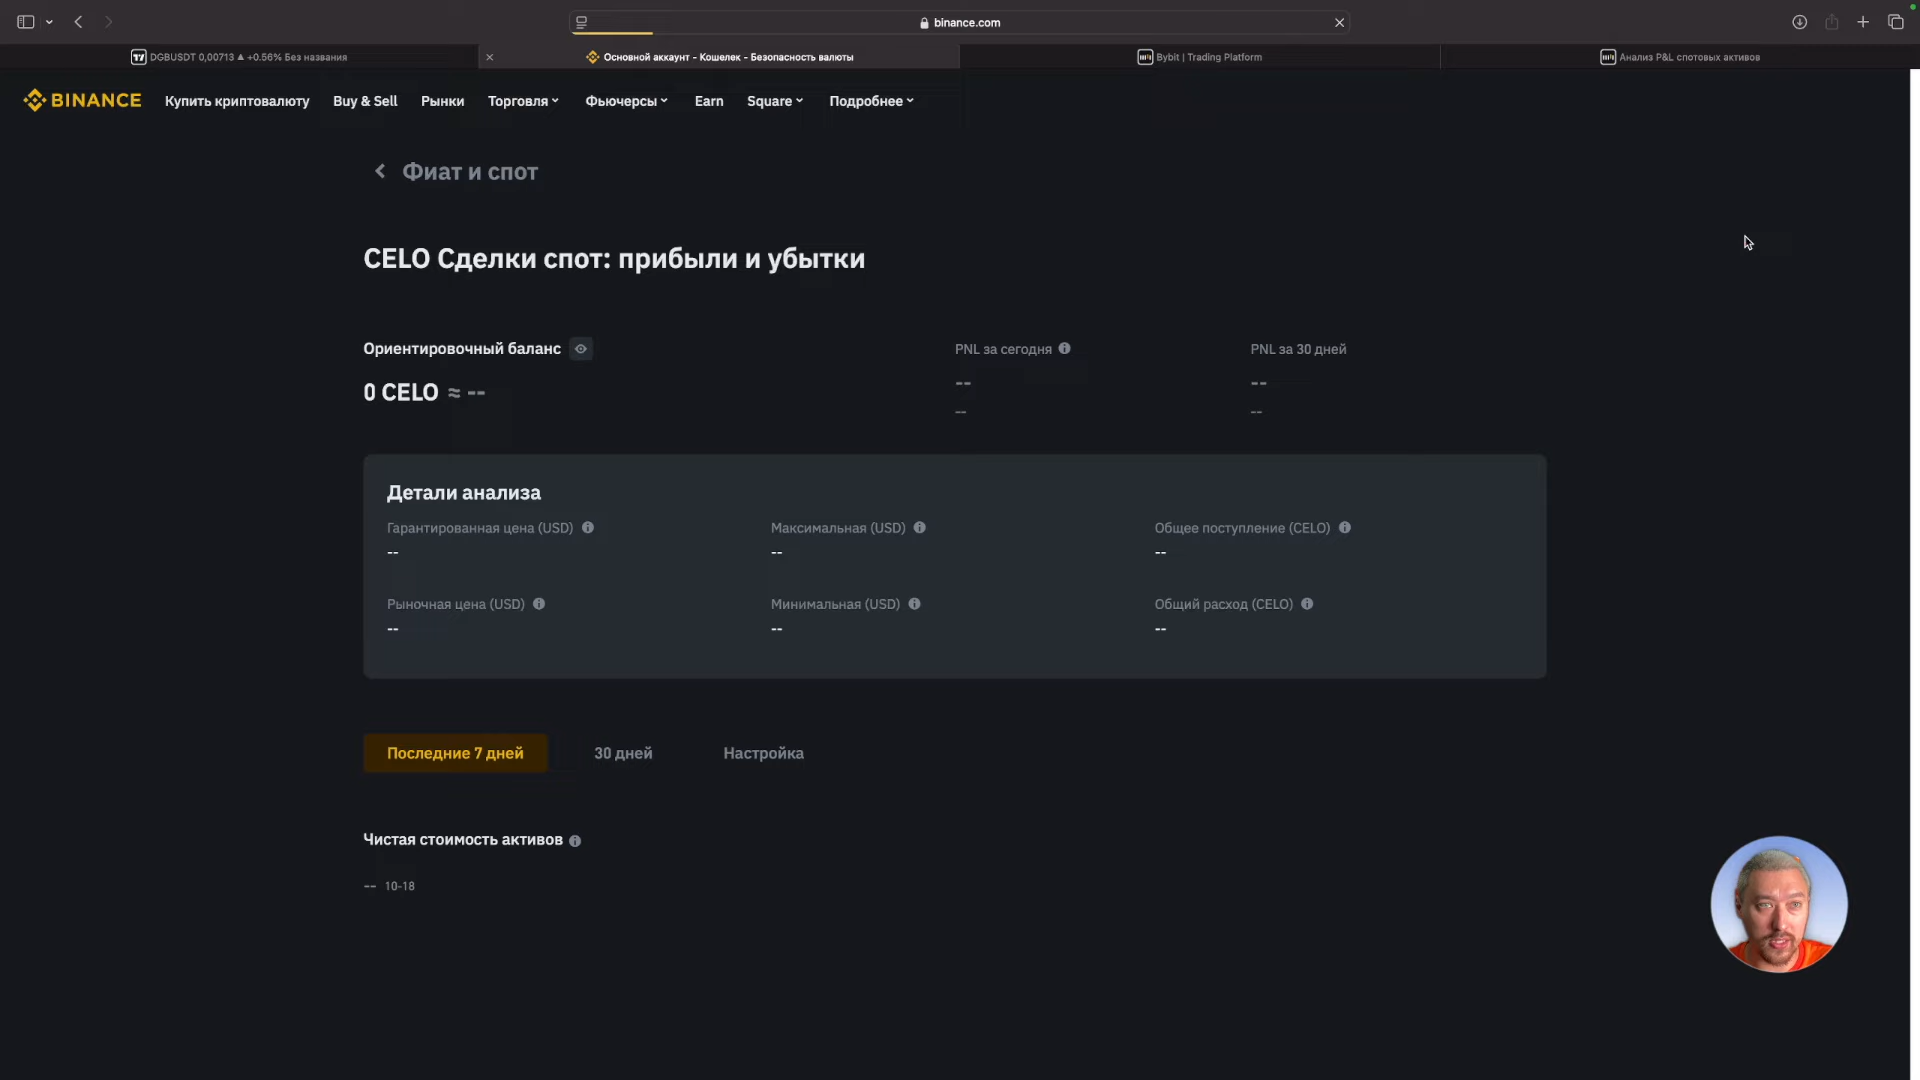 binance.com
DGBUSDT 0,00713 ▲ +0.56% Без названия
Основной аккаунт - Кошелек - Безопасность валюты
Bybit | Trading Platform
Анализ P&L спотовых активов
BINANCE Купить криптовалюту Buy & Sell Рынки Торговля Фьючерсы Earn Square Подробнее
Фиат и спот
CELO Сделки спот: прибыли и убытки
Ориентировочный баланс
PNL за сегодня
PNL за 30 дней
0 CELO ≈ --
--
--
--
--
Детали анализа
Гарантированная цена (USD)
Максимальная (USD)
Общее поступление (CELO)
--
--
--
Рыночная цена (USD)
Минимальная (USD)
Общий расход (CELO)
--
--
--
Последние 7 дней
30 дней
Настройка
Чистая стоимость активов
-- 10-18